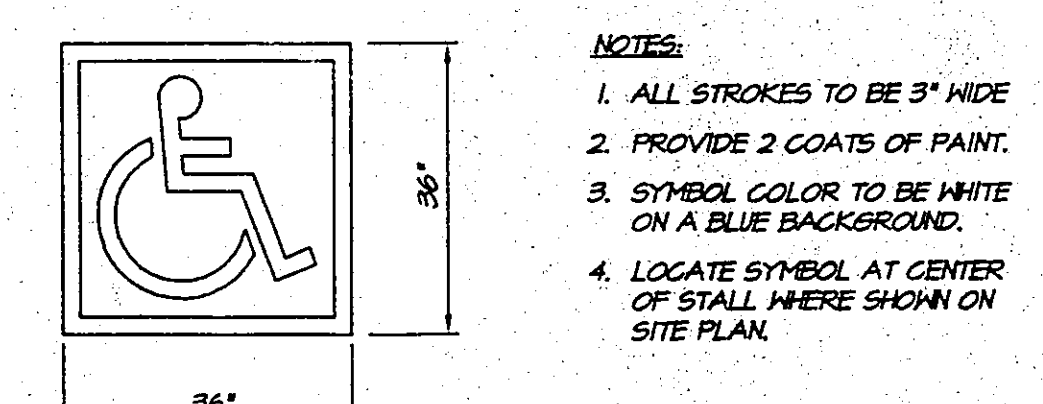 NOTES:
1. ALL STROKES TO BE 3" WIDE
2. PROVIDE 2 COATS OF PAINT.
3. SYMBOL COLOR TO BE WHITE
ON A BLUE BACKGROUND.
4. LOCATE SYMBOL AT CENTER
OF STALL WHERE SHOWN ON
SITE PLAN.
36"
36"